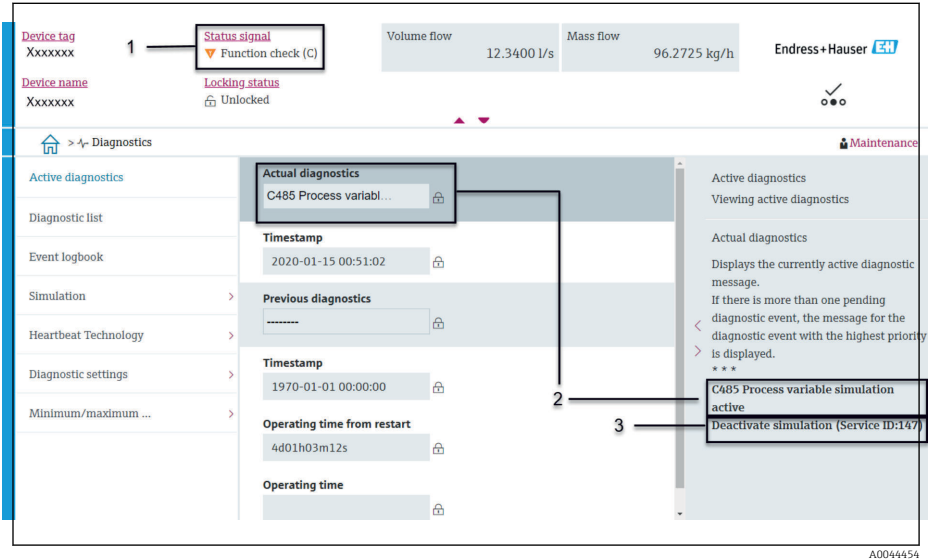 Device tag
Xxxxxxx
1
Status signal
Function check (C)
Volume flow
12.3400 l/s
Mass flow
96.2725 kg/h
Endress+Hauser EH
Device name
Xxxxxxx
Locking status
Unlocked
> Diagnostics
Maintenance
Active diagnostics
Diagnostic list
Event logbook
Simulation >
Heartbeat Technology >
Diagnostic settings >
Minimum/maximum ... >
Actual diagnostics
C485 Process variabl...
Timestamp
2020-01-15 00:51:02
Previous diagnostics
--------
Timestamp
1970-01-01 00:00:00
Operating time from restart
4d01h03m12s
Operating time
2
3
Active diagnostics
Viewing active diagnostics
Actual diagnostics
Displays the currently active diagnostic
message.
If there is more than one pending
diagnostic event, the message for the
diagnostic event with the highest priority
is displayed.
* * *
C485 Process variable simulation
active
Deactivate simulation (Service ID:147)
A0044454